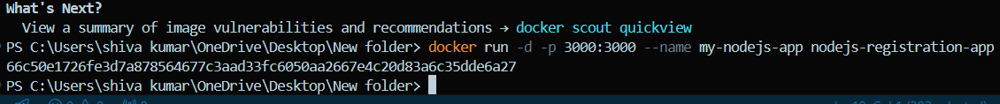 What's Next?
View a summary of image vulnerabilities and recommendations → docker scout quickview
PS C:\Users\shiva kumar\OneDrive\Desktop\New folder> docker run -d -p 3000:3000 --name my-nodejs-app nodejs-registration-app
66c50e1726fe3d7a878564677c3aad33fc6050aa2667e4c20d83a6c35dde6a27
PS C:\Users\shiva kumar\OneDrive\Desktop\New folder>